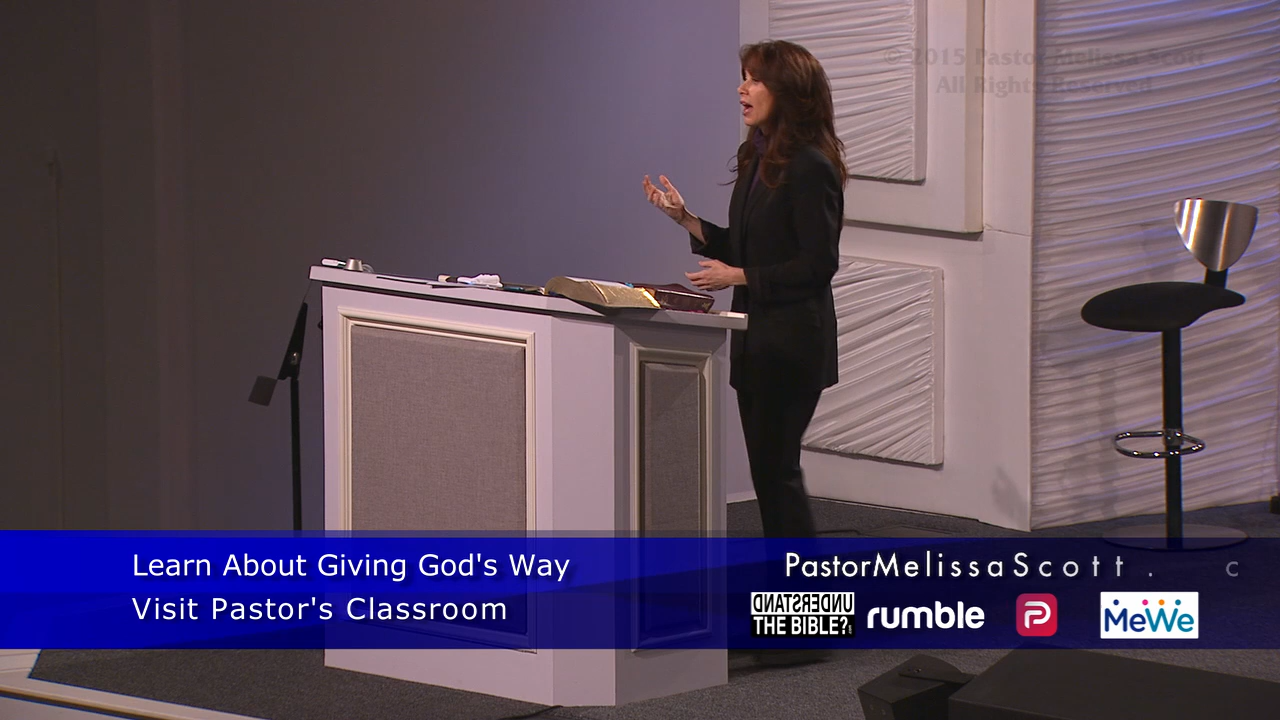 © 2015 Pastor Melissa Scott
All Rights Reserved
Learn About Giving God's Way
Visit Pastor's Classroom
PastorMelissaScott. c
UNDERSTAND
THE BIBLE?
rumble
P
MeWe